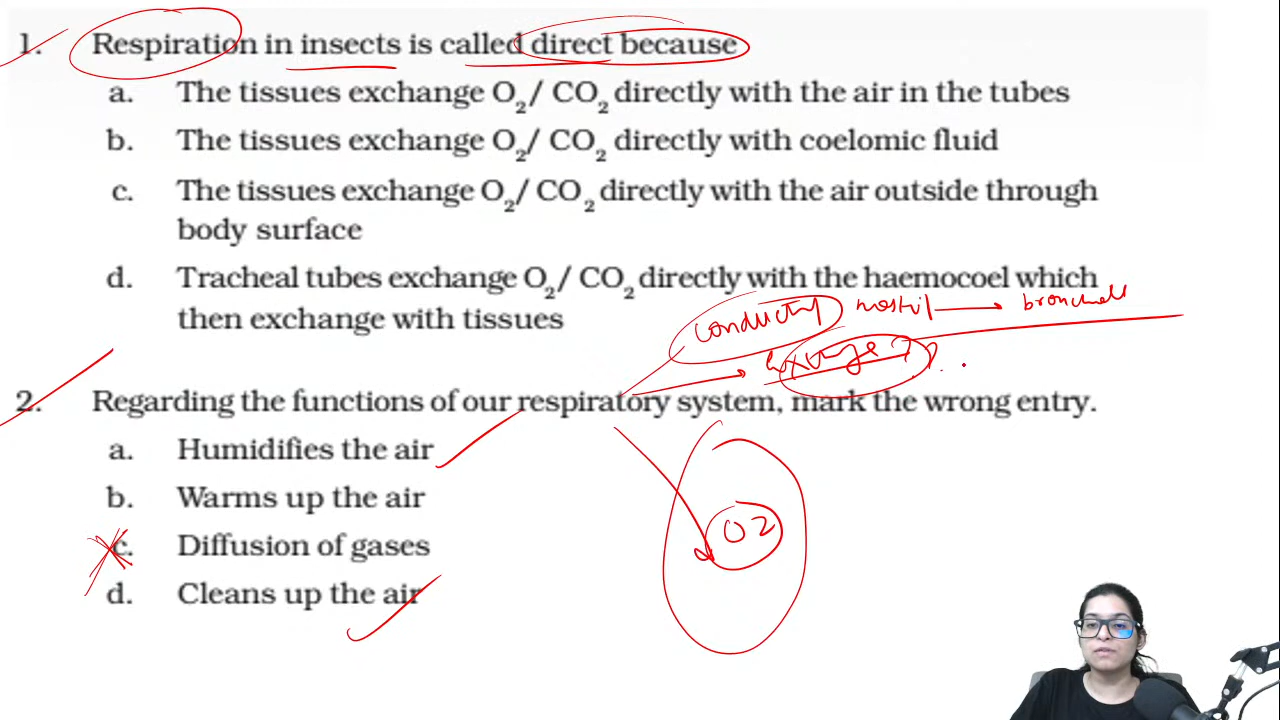 1. Respiration in insects is called direct because
a. The tissues exchange O₂/ CO₂ directly with the air in the tubes
b. The tissues exchange O₂/ CO₂ directly with coelomic fluid
c. The tissues exchange O₂/ CO₂ directly with the air outside through
body surface
d. Tracheal tubes exchange O₂/ CO₂ directly with the haemocoel which
then exchange with tissues
2. Regarding the functions of our respiratory system, mark the wrong entry.
a. Humidifies the air
b. Warms up the air
c. Diffusion of gases
d. Cleans up the air
O2